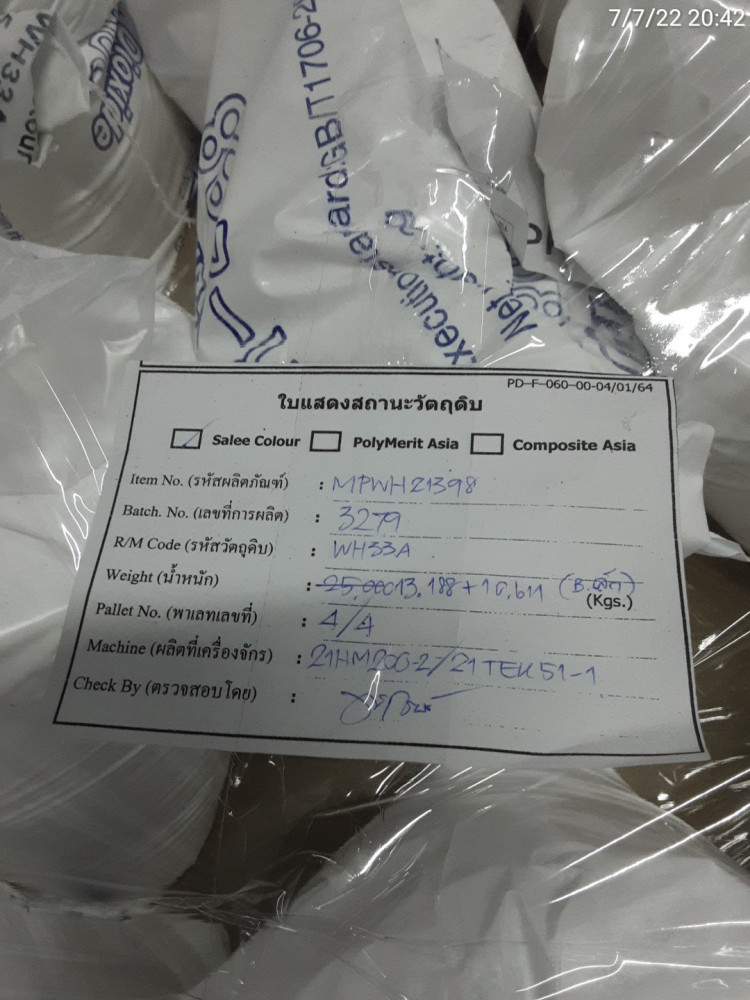 7/7/22 20:42
WH33A
our
GB/T1706-2
Net
PD-F-060-00-04/01/64
ใบแสดงสถานะวัตถุดิบ
Salee Colour PolyMerit Asia Composite Asia
Item No. (รหัสผลิตภัณฑ์) : MPWH21398
Batch. No. (เลขที่การผลิต) : 3279
R/M Code (รหัสวัตถุดิบ) : WH33A
Weight (น้ำหนัก) : 25.000 13.188+10.611 (Kgs.)
Pallet No. (พาเลทเลขที่) : 4/4
Machine (ผลิตที่เครื่องจักร) : 21HM200-2/21TEK51-1
Check By (ตรวจสอบโดย) :